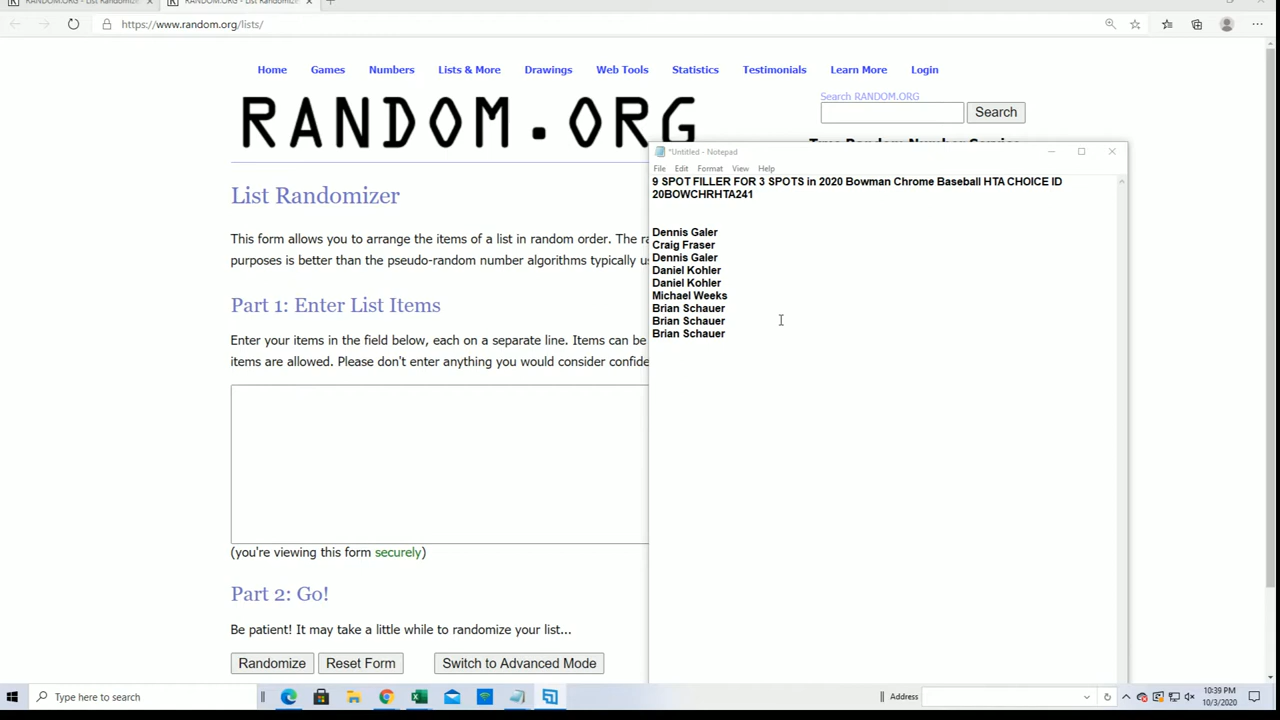 RANDOM.ORG - List Randomize
RANDOM.ORG - List Randomize
https://www.random.org/lists/
Home Games Numbers Lists & More Drawings Web Tools Statistics Testimonials Learn More Login
Search RANDOM.ORG
RANDOM.ORG
Search
List Randomizer
This form allows you to arrange the items of a list in random order. The
purposes is better than the pseudo-random number algorithms typically
Part 1: Enter List Items
Enter your items in the field below, each on a separate line. Items can be
items are allowed. Please don't enter anything you would consider
(you're viewing this form securely)
Part 2: Go!
Be patient! It may take a little while to randomize your list...
Randomize Reset Form Switch to Advanced Mode
*Untitled - Notepad
File Edit Format View Help
9 SPOT FILLER FOR 3 SPOTS in 2020 Bowman Chrome Baseball HTA CHOICE ID
20BOWCHRHTA241
Dennis Galer
Craig Fraser
Dennis Galer
Daniel Kohler
Daniel Kohler
Michael Weeks
Brian Schauer
Brian Schauer
Brian Schauer
Type here to search
Address
10:39 PM
10/3/2020